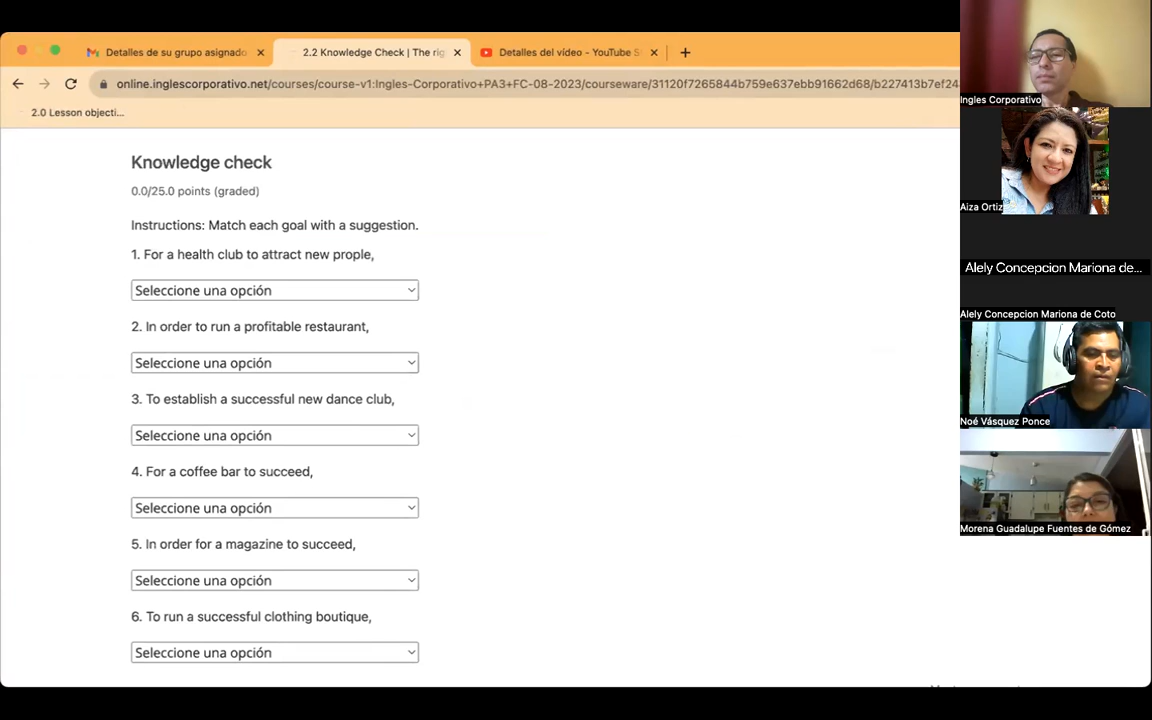 Detalles de su grupo asignado
2.2 Knowledge Check | The rig
Detalles del vídeo - YouTube S
online.inglescorporativo.net/courses/course-v1:Ingles-Corporativo+PA3+FC-08-2023/courseware/31120f7265844b759e637ebb91662d68/b227413b7ef24
2.0 Lesson objecti...
Knowledge check
0.0/25.0 points (graded)
Instructions: Match each goal with a suggestion.
1. For a health club to attract new prople,
Seleccione una opción
2. In order to run a profitable restaurant,
Seleccione una opción
3. To establish a successful new dance club,
Seleccione una opción
4. For a coffee bar to succeed,
Seleccione una opción
5. In order for a magazine to succeed,
Seleccione una opción
6. To run a successful clothing boutique,
Seleccione una opción
Ingles Corporativo
Aiza Ortiz
Alely Concepcion Mariona de...
Alely Concepcion Mariona de Coto
Noé Vásquez Ponce
Morena Guadalupe Fuentes de Gómez